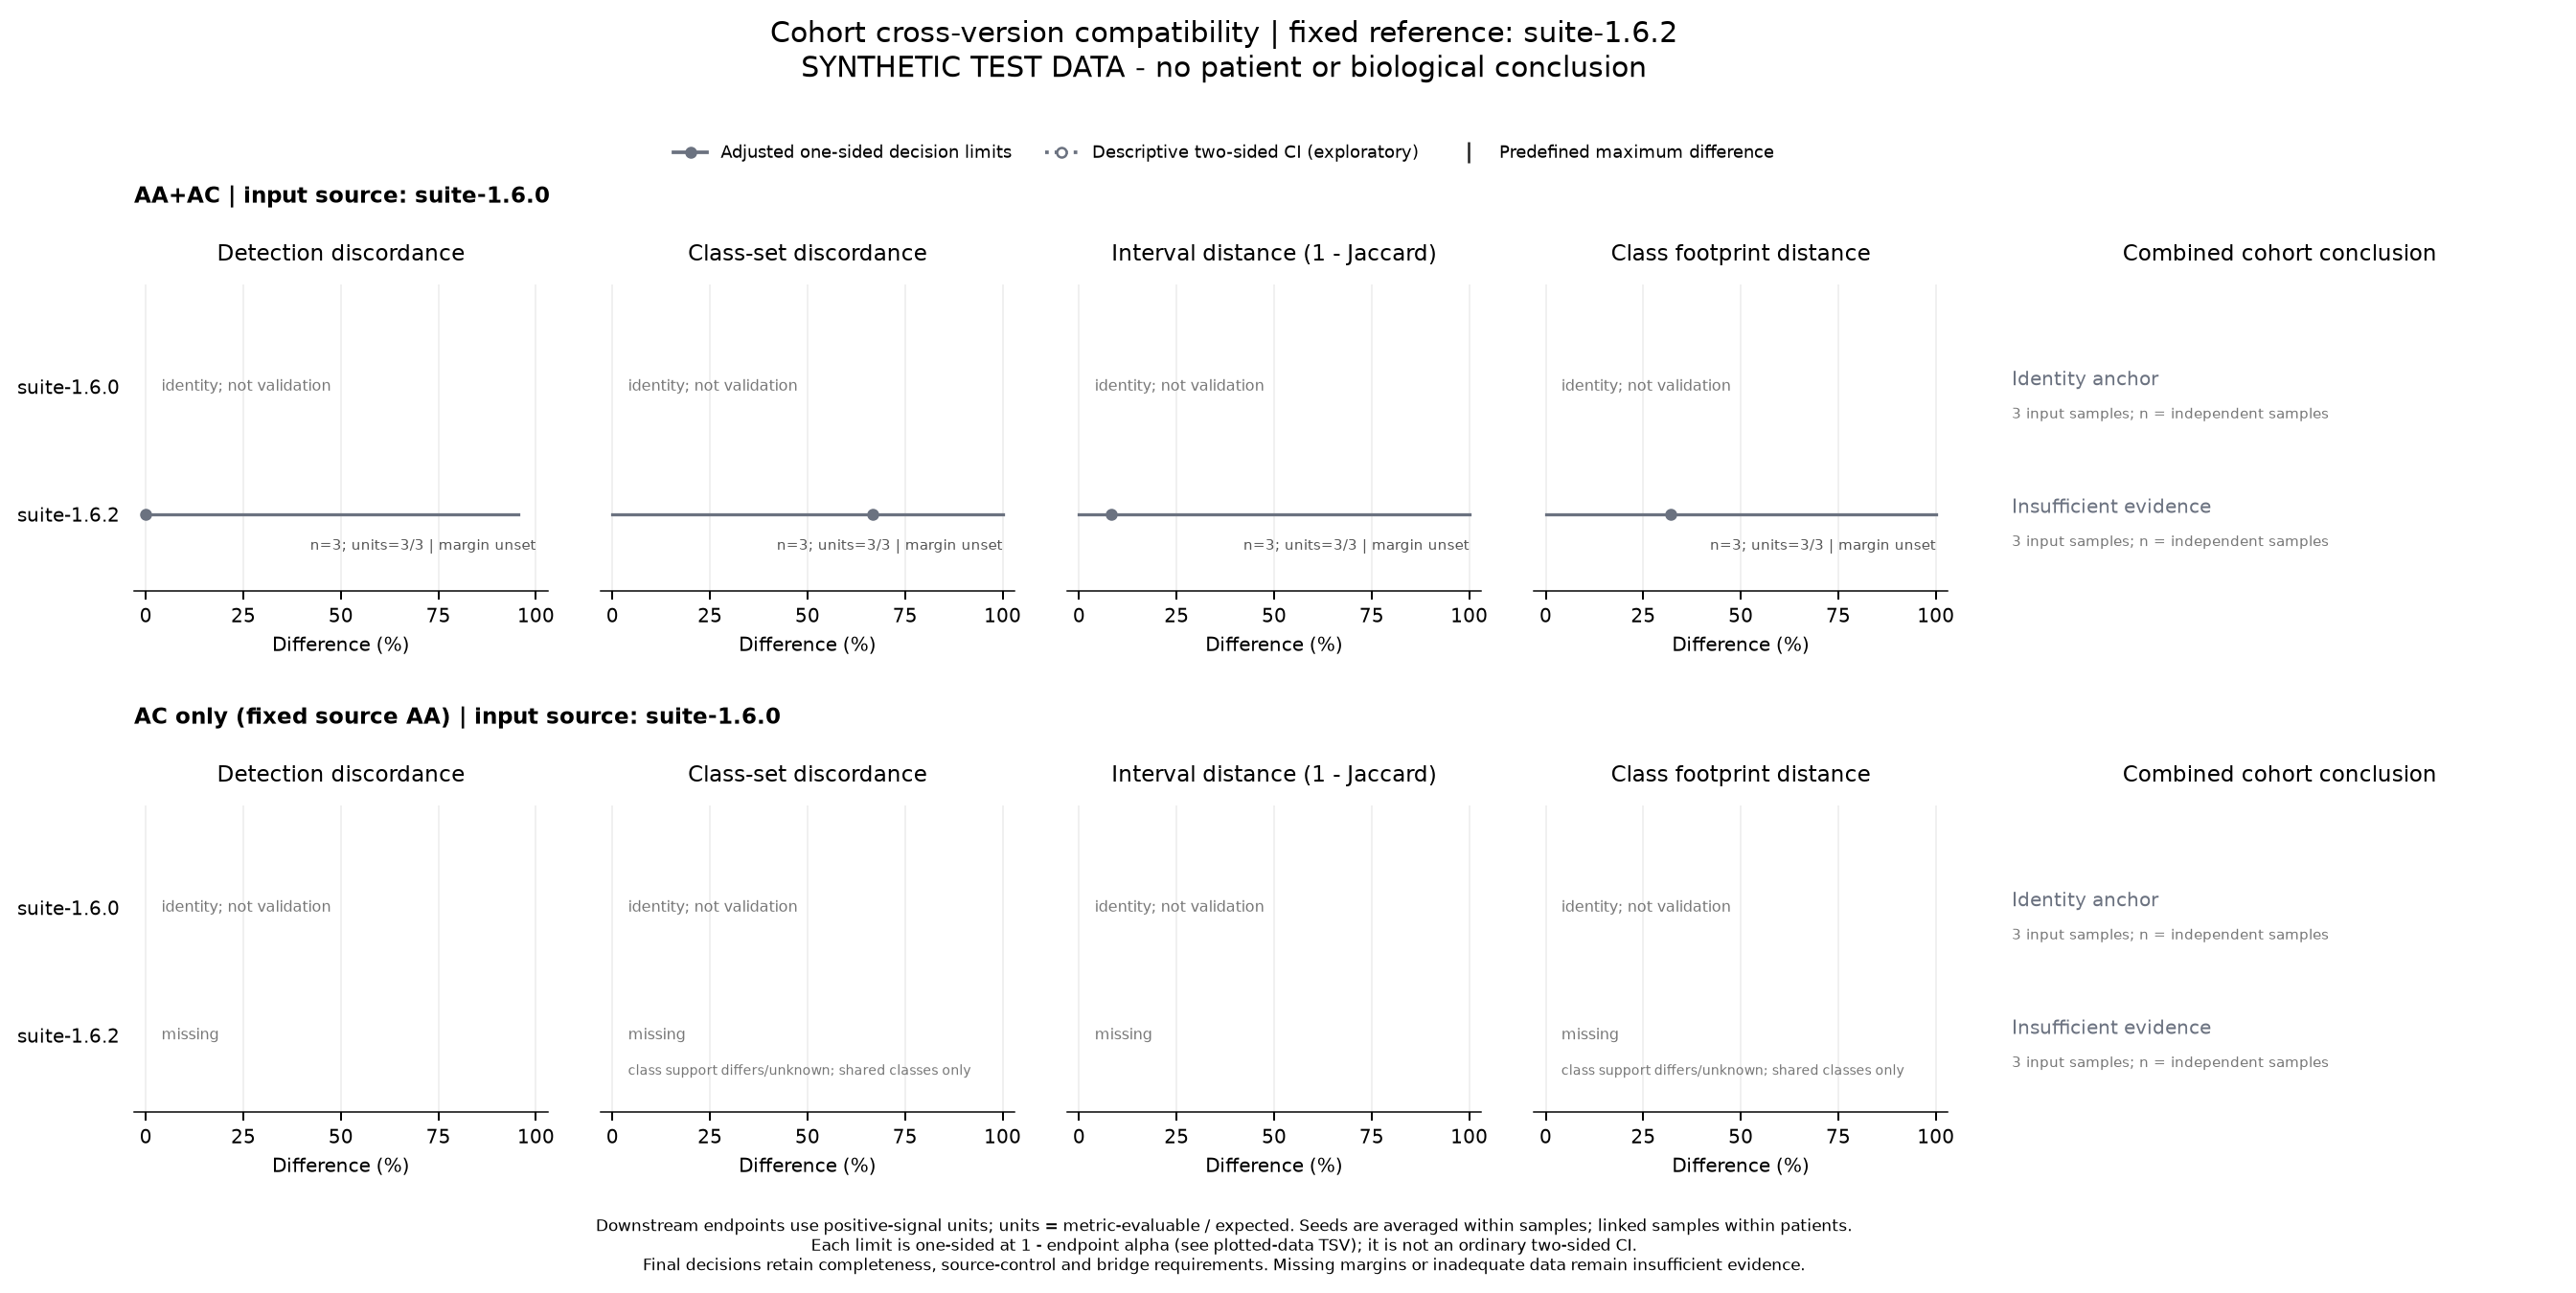 Cohort cross-version compatibility | fixed reference: suite-1.6.2
SYNTHETIC TEST DATA - no patient or biological conclusion
Adjusted one-sided decision limits
Descriptive two-sided CI (exploratory)
Predefined maximum difference
AA+AC | input source: suite-1.6.0
Detection discordance
Class-set discordance
Interval distance (1 - Jaccard)
Class footprint distance
Combined cohort conclusion
suite-1.6.0
identity; not validation
identity; not validation
identity; not validation
identity; not validation
Identity anchor
3 input samples; n = independent samples
suite-1.6.2
Insufficient evidence
n=3; units=3/3 | margin unset
n=3; units=3/3 | margin unset
n=3; units=3/3 | margin unset
n=3; units=3/3 | margin unset
3 input samples; n = independent samples
0 25 50 75 100
0 25 50 75 100
0 25 50 75 100
0 25 50 75 100
Difference (%)
Difference (%)
Difference (%)
Difference (%)
AC only (fixed source AA) | input source: suite-1.6.0
Detection discordance
Class-set discordance
Interval distance (1 - Jaccard)
Class footprint distance
Combined cohort conclusion
suite-1.6.0
identity; not validation
identity; not validation
identity; not validation
identity; not validation
Identity anchor
3 input samples; n = independent samples
suite-1.6.2
missing
missing
missing
missing
Insufficient evidence
class support differs/unknown; shared classes only
class support differs/unknown; shared classes only
3 input samples; n = independent samples
0 25 50 75 100
0 25 50 75 100
0 25 50 75 100
0 25 50 75 100
Difference (%)
Difference (%)
Difference (%)
Difference (%)
Downstream endpoints use positive-signal units; units = metric-evaluable / expected. Seeds are averaged within samples; linked samples within patients.
Each limit is one-sided at 1 - endpoint alpha (see plotted-data TSV); it is not an ordinary two-sided CI.
Final decisions retain completeness, source-control and bridge requirements. Missing margins or inadequate data remain insufficient evidence.